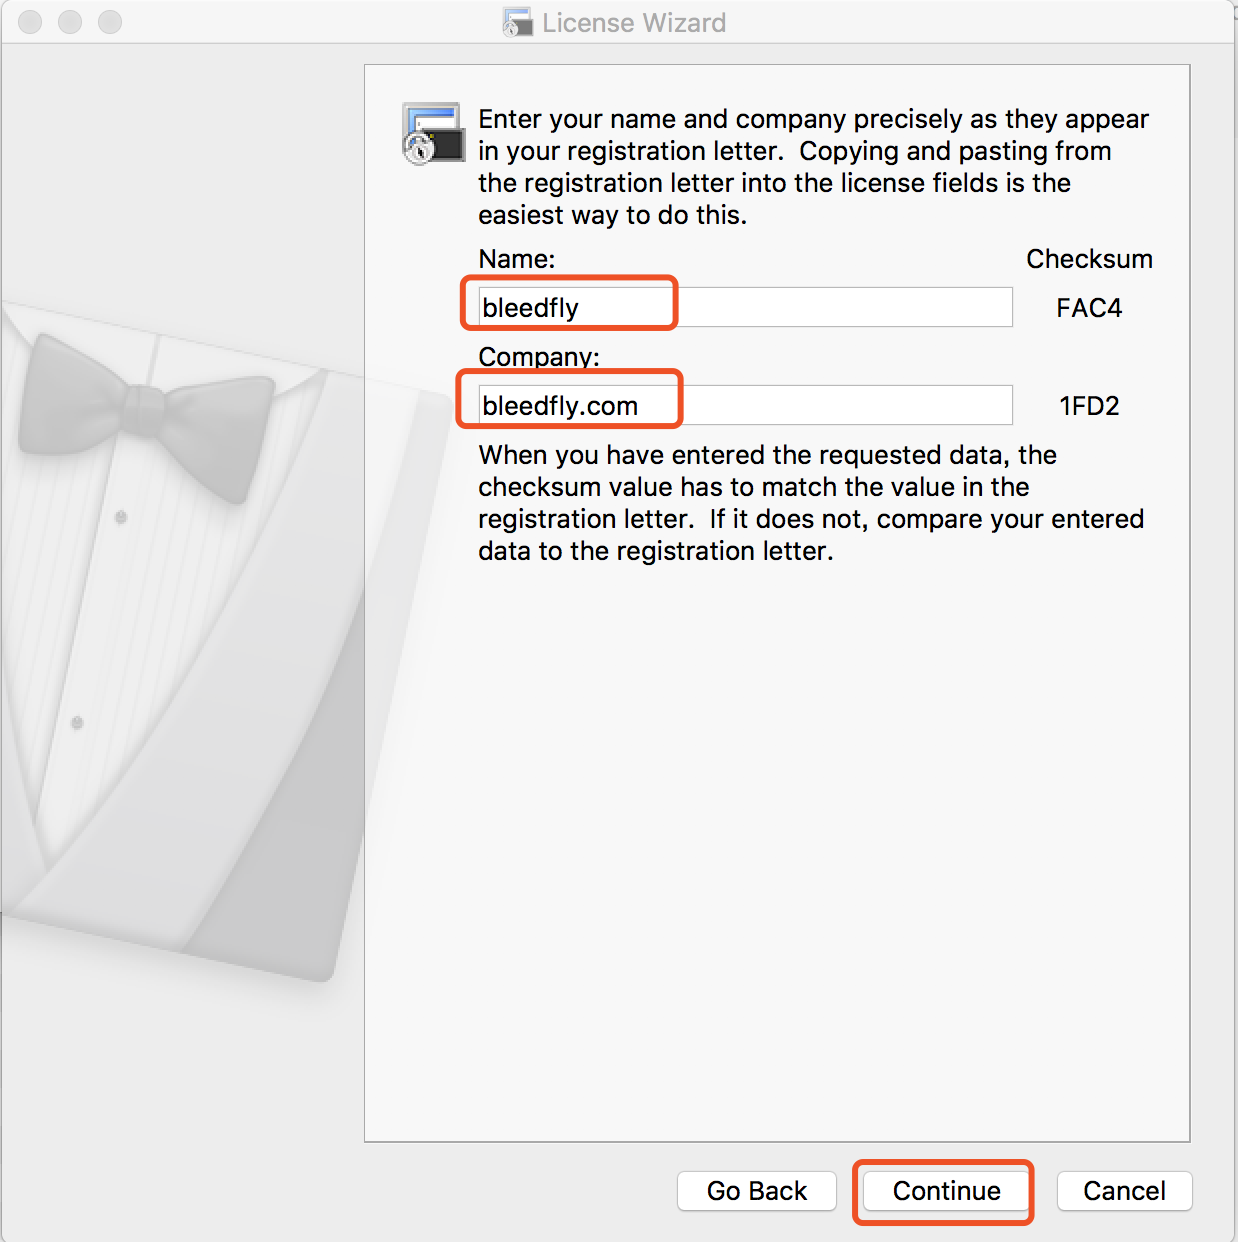 License Wizard
Enter your name and company precisely as they appear
in your registration letter.  Copying and pasting from
the registration letter into the license fields is the
easiest way to do this.
Name: Checksum
bleedfly FAC4
Company:
bleedfly.com 1FD2
When you have entered the requested data, the
checksum value has to match the value in the
registration letter.  If it does not, compare your entered
data to the registration letter.
Go Back Continue Cancel